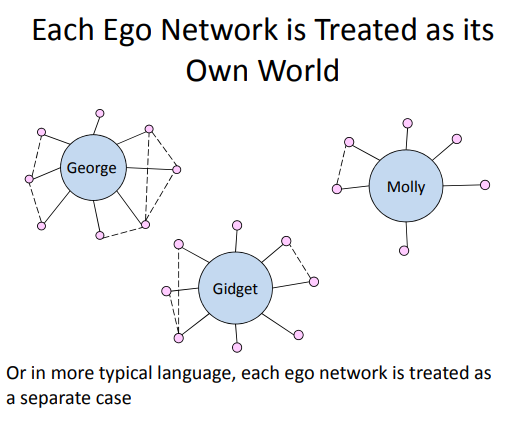 Each Ego Network is Treated as its
Own World
George
Molly
Gidget
Or in more typical language, each ego network is treated as
a separate case